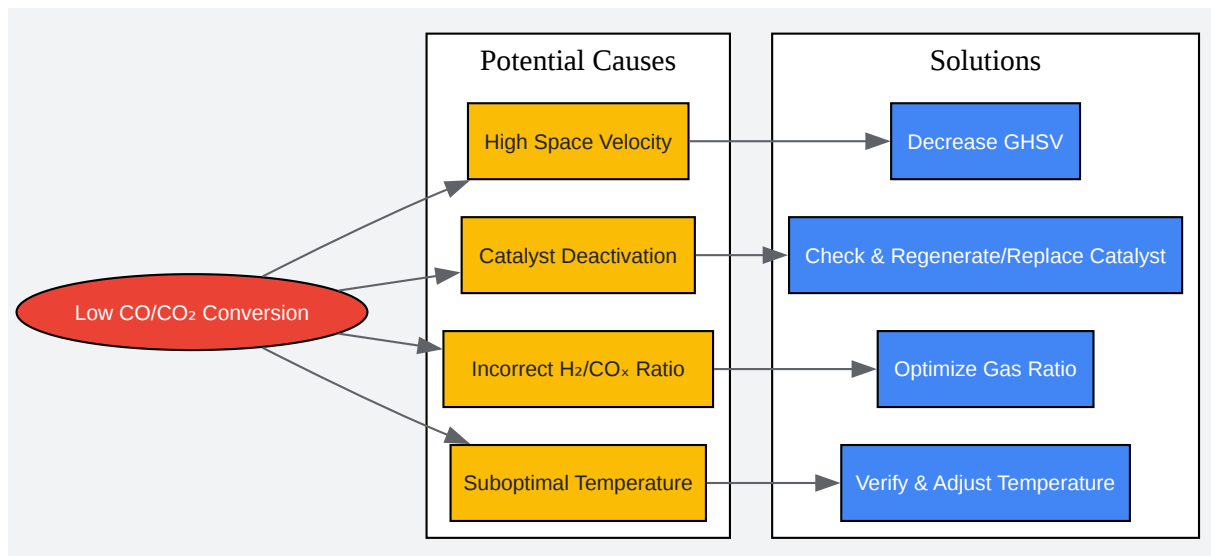 Potential Causes
Solutions
High Space Velocity
Decrease GHSV
Catalyst Deactivation
Check & Regenerate/Replace Catalyst
Low CO/CO₂ Conversion
Incorrect H₂/COₓ Ratio
Optimize Gas Ratio
Suboptimal Temperature
Verify & Adjust Temperature